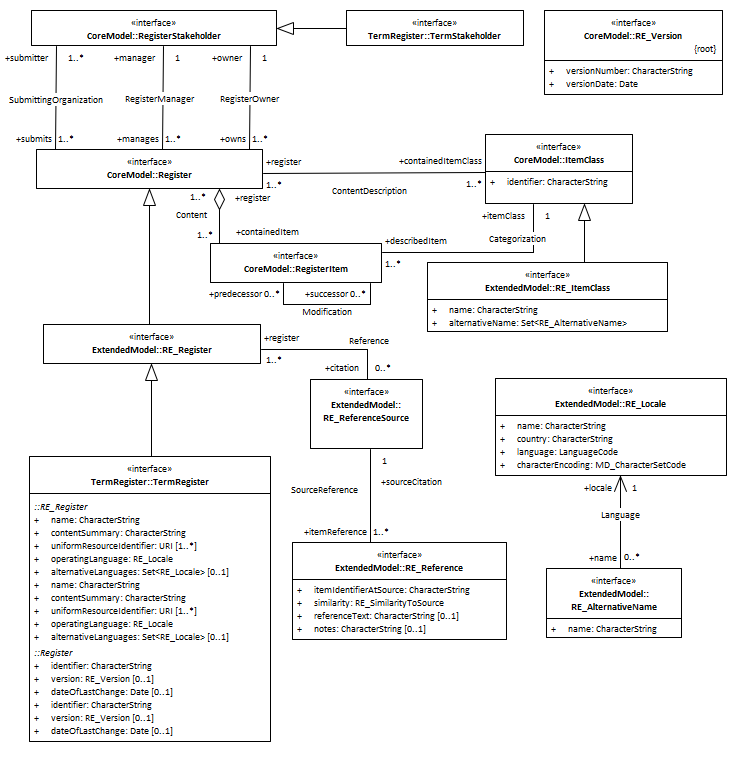 «interface»
CoreModel::RegisterStakeholder
«interface»
TermRegister::TermStakeholder
«interface»
CoreModel::RE_Version
{root}
+ versionNumber: CharacterString
+ versionDate: Date
+submitter 1..*
+manager 1
+owner 1
SubmittingOrganization
RegisterManager
RegisterOwner
+submits 1..*
+manages 1..*
+owns 1..*
«interface»
CoreModel::Register
+register
1..*
ContentDescription
+containedItemClass
1..*
«interface»
CoreModel::ItemClass
+ identifier: CharacterString
1..*
+register
Content
1..*
+containedItem
+itemClass 1
Categorization
+describedItem
1..*
«interface»
CoreModel::RegisterItem
+predecessor 0..*
+successor 0..*
Modification
«interface»
ExtendedModel::RE_ItemClass
+ name: CharacterString
+ alternativeName: Set<RE_AlternativeName>
«interface»
ExtendedModel::RE_Register
+register
1..*
Reference
+citation 0..*
«interface»
ExtendedModel::
RE_ReferenceSource
1
+sourceCitation
SourceReference
+itemReference 1..*
«interface»
ExtendedModel::RE_Reference
+ itemIdentifierAtSource: CharacterString
+ similarity: RE_SimilarityToSource
+ referenceText: CharacterString [0..1]
+ notes: CharacterString [0..1]
«interface»
ExtendedModel::RE_Locale
+ name: CharacterString
+ country: CharacterString
+ language: LanguageCode
+ characterEncoding: MD_CharacterSetCode
+locale 1
Language
+name 0..*
«interface»
ExtendedModel::
RE_AlternativeName
+ name: CharacterString
«interface»
TermRegister::TermRegister
::RE_Register
+ name: CharacterString
+ contentSummary: CharacterString
+ uniformResourceIdentifier: URI [1..*]
+ operatingLanguage: RE_Locale
+ alternativeLanguages: Set<RE_Locale> [0..1]
+ name: CharacterString
+ contentSummary: CharacterString
+ uniformResourceIdentifier: URI [1..*]
+ operatingLanguage: RE_Locale
+ alternativeLanguages: Set<RE_Locale> [0..1]
::Register
+ identifier: CharacterString
+ version: RE_Version [0..1]
+ dateOfLastChange: Date [0..1]
+ identifier: CharacterString
+ version: RE_Version [0..1]
+ dateOfLastChange: Date [0..1]